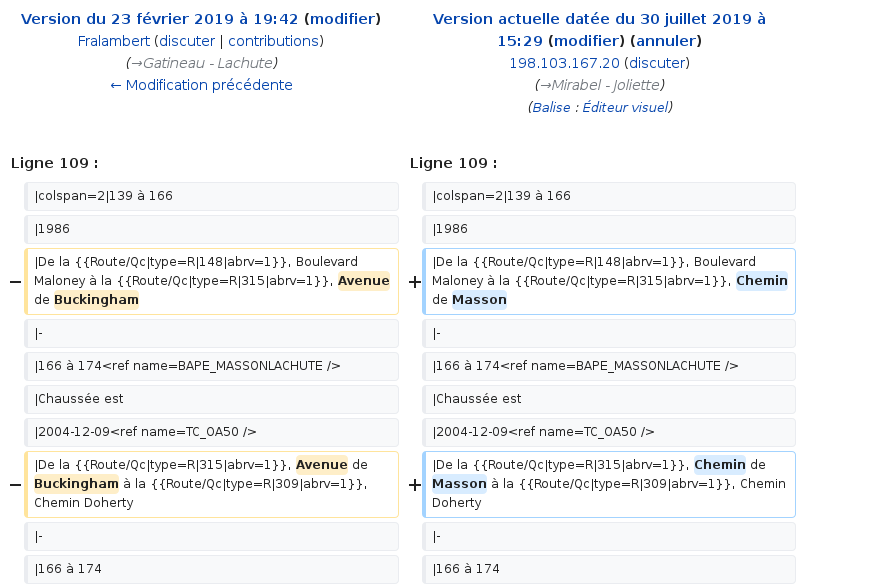 Version du 23 février 2019 à 19:42 (modifier)
Fralambert (discuter | contributions)
(→Gatineau - Lachute)
← Modification précédente
Version actuelle datée du 30 juillet 2019 à
15:29 (modifier) (annuler)
198.103.167.20 (discuter)
(→Mirabel - Joliette)
(Balise : Éditeur visuel)
Ligne 109 :
|colspan=2|139 à 166
|1986
− |De la {{Route/Qc|type=R|148|abrv=1}}, Boulevard
Maloney à la {{Route/Qc|type=R|315|abrv=1}}, Avenue
de Buckingham
|-
|166 à 174<ref name=BAPE_MASSONLACHUTE />
|Chaussée est
|2004-12-09<ref name=TC_OA50 />
− |De la {{Route/Qc|type=R|315|abrv=1}}, Avenue de
Buckingham à la {{Route/Qc|type=R|309|abrv=1}},
Chemin Doherty
|-
|166 à 174
Ligne 109 :
|colspan=2|139 à 166
|1986
+ |De la {{Route/Qc|type=R|148|abrv=1}}, Boulevard
Maloney à la {{Route/Qc|type=R|315|abrv=1}}, Chemin
de Masson
|-
|166 à 174<ref name=BAPE_MASSONLACHUTE />
|Chaussée est
|2004-12-09<ref name=TC_OA50 />
+ |De la {{Route/Qc|type=R|315|abrv=1}}, Chemin de
Masson à la {{Route/Qc|type=R|309|abrv=1}}, Chemin
Doherty
|-
|166 à 174